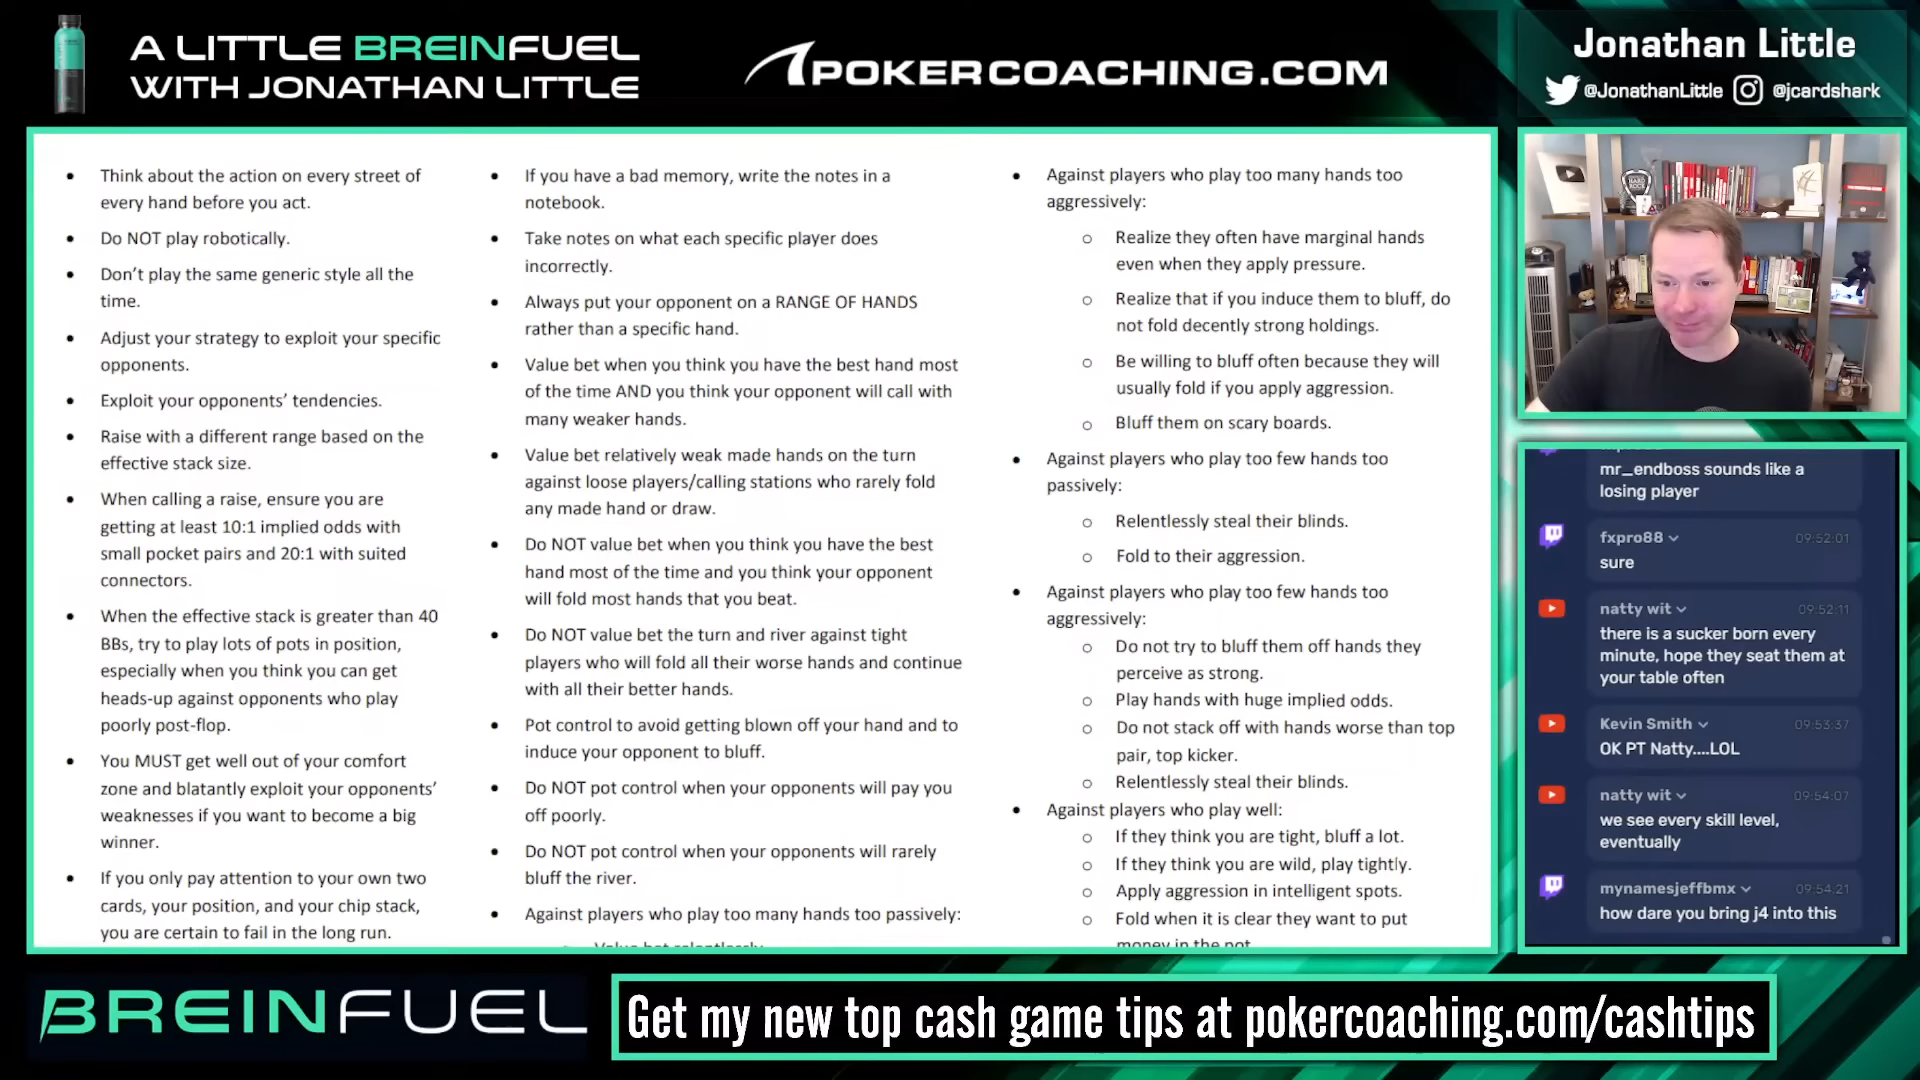 A LITTLE BREINFUEL
WITH JONATHAN LITTLE
POKERCOACHING.COM
Jonathan Little
@JonathanLittle @jcardshark
• Think about the action on every street of
every hand before you act.
• Do NOT play robotically.
• Don’t play the same generic style all the
time.
• Adjust your strategy to exploit your specific
opponents.
• Exploit your opponents’ tendencies.
• Raise with a different range based on the
effective stack size.
• When calling a raise, ensure you are
getting at least 10:1 implied odds with
small pocket pairs and 20:1 with suited
connectors.
• When the effective stack is greater than 40
BBs, try to play lots of pots in position,
especially when you think you can get
heads-up against opponents who play
poorly post-flop.
• You MUST get well out of your comfort
zone and blatantly exploit your opponents’
weaknesses if you want to become a big
winner.
• If you only pay attention to your own two
cards, your position, and your chip stack,
you are certain to fail in the long run.
• If you have a bad memory, write the notes in a
notebook.
• Take notes on what each specific player does
incorrectly.
• Always put your opponent on a RANGE OF HANDS
rather than a specific hand.
• Value bet when you think you have the best hand most
of the time AND you think your opponent will call with
many weaker hands.
• Value bet relatively weak made hands on the turn
against loose players/calling stations who rarely fold
any made hand or draw.
• Do NOT value bet when you think you have the best
hand most of the time and you think your opponent
will fold most hands that you beat.
• Do NOT value bet the turn and river against tight
players who will fold all their worse hands and continue
with all their better hands.
• Pot control to avoid getting blown off your hand and to
induce your opponent to bluff.
• Do NOT pot control when your opponents will pay you
off poorly.
• Do NOT pot control when your opponents will rarely
bluff the river.
• Against players who play too many hands too passively:
Value bet relentlessly
• Against players who play too many hands too
aggressively:
o Realize they often have marginal hands
even when they apply pressure.
o Realize that if you induce them to bluff, do
not fold decently strong holdings.
o Be willing to bluff often because they will
usually fold if you apply aggression.
o Bluff them on scary boards.
• Against players who play too few hands too
passively:
o Relentlessly steal their blinds.
o Fold to their aggression.
• Against players who play too few hands too
aggressively:
o Do not try to bluff them off hands they
perceive as strong.
o Play hands with huge implied odds.
o Do not stack off with hands worse than top
pair, top kicker.
o Relentlessly steal their blinds.
• Against players who play well:
o If they think you are tight, bluff a lot.
o If they think you are wild, play tightly.
o Apply aggression in intelligent spots.
o Fold when it is clear they want to put
money in the pot
mr_endboss sounds like a
losing player
fxpro88 09:52:01
sure
natty wit 09:52:11
there is a sucker born every
minute, hope they seat them at
your table often
Kevin Smith 09:53:37
OK PT Natty....LOL
natty wit 09:54:07
we see every skill level,
eventually
mynamesjeffbmx 09:54:21
how dare you bring j4 into this
BREINFUEL
Get my new top cash game tips at pokercoaching.com/cashtips